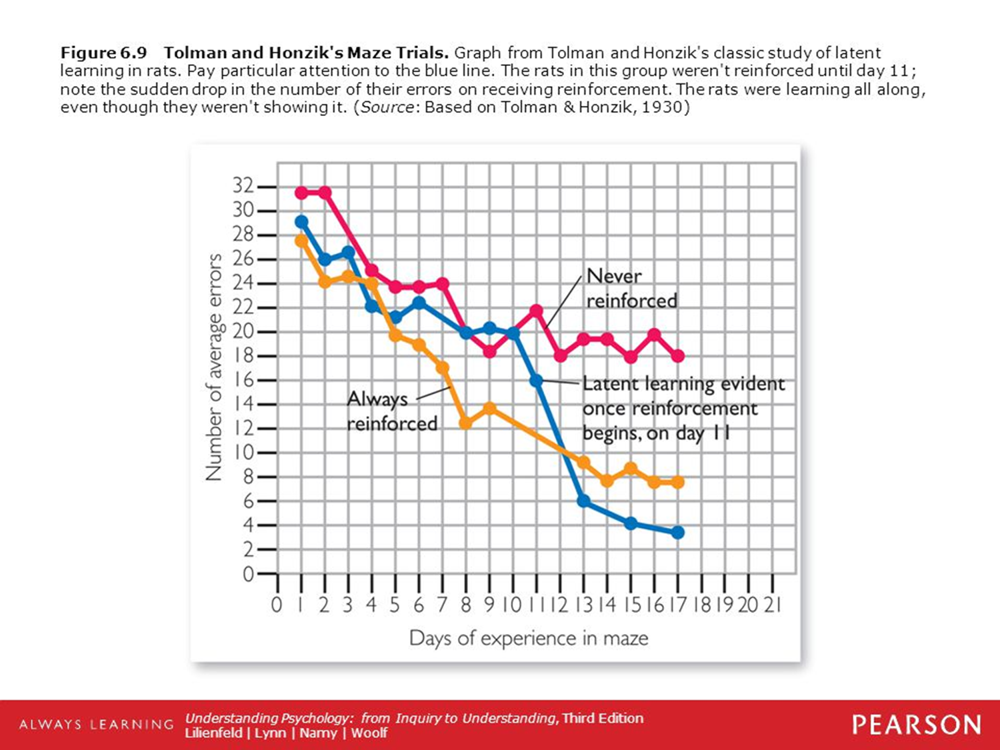 Figure 6.9 Tolman and Honzik's Maze Trials. Graph from Tolman and Honzik's classic study of latent
learning in rats. Pay particular attention to the blue line. The rats in this group weren't reinforced until day 11;
note the sudden drop in the number of their errors on receiving reinforcement. The rats were learning all along,
even though they weren't showing it. (Source: Based on Tolman & Honzik, 1930)
Number of average errors
32
30
28
26
24
22
20
18
16
14
12
10
8
6
4
2
0
Never
reinforced
Always
reinforced
Latent learning evident
once reinforcement
begins, on day 11
0 1 2 3 4 5 6 7 8 9 10 11 12 13 14 15 16 17 18 19 20 21
Days of experience in maze
ALWAYS LEARNING
Understanding Psychology: from Inquiry to Understanding, Third Edition
Lilienfeld | Lynn | Namy | Woolf
PEARSON